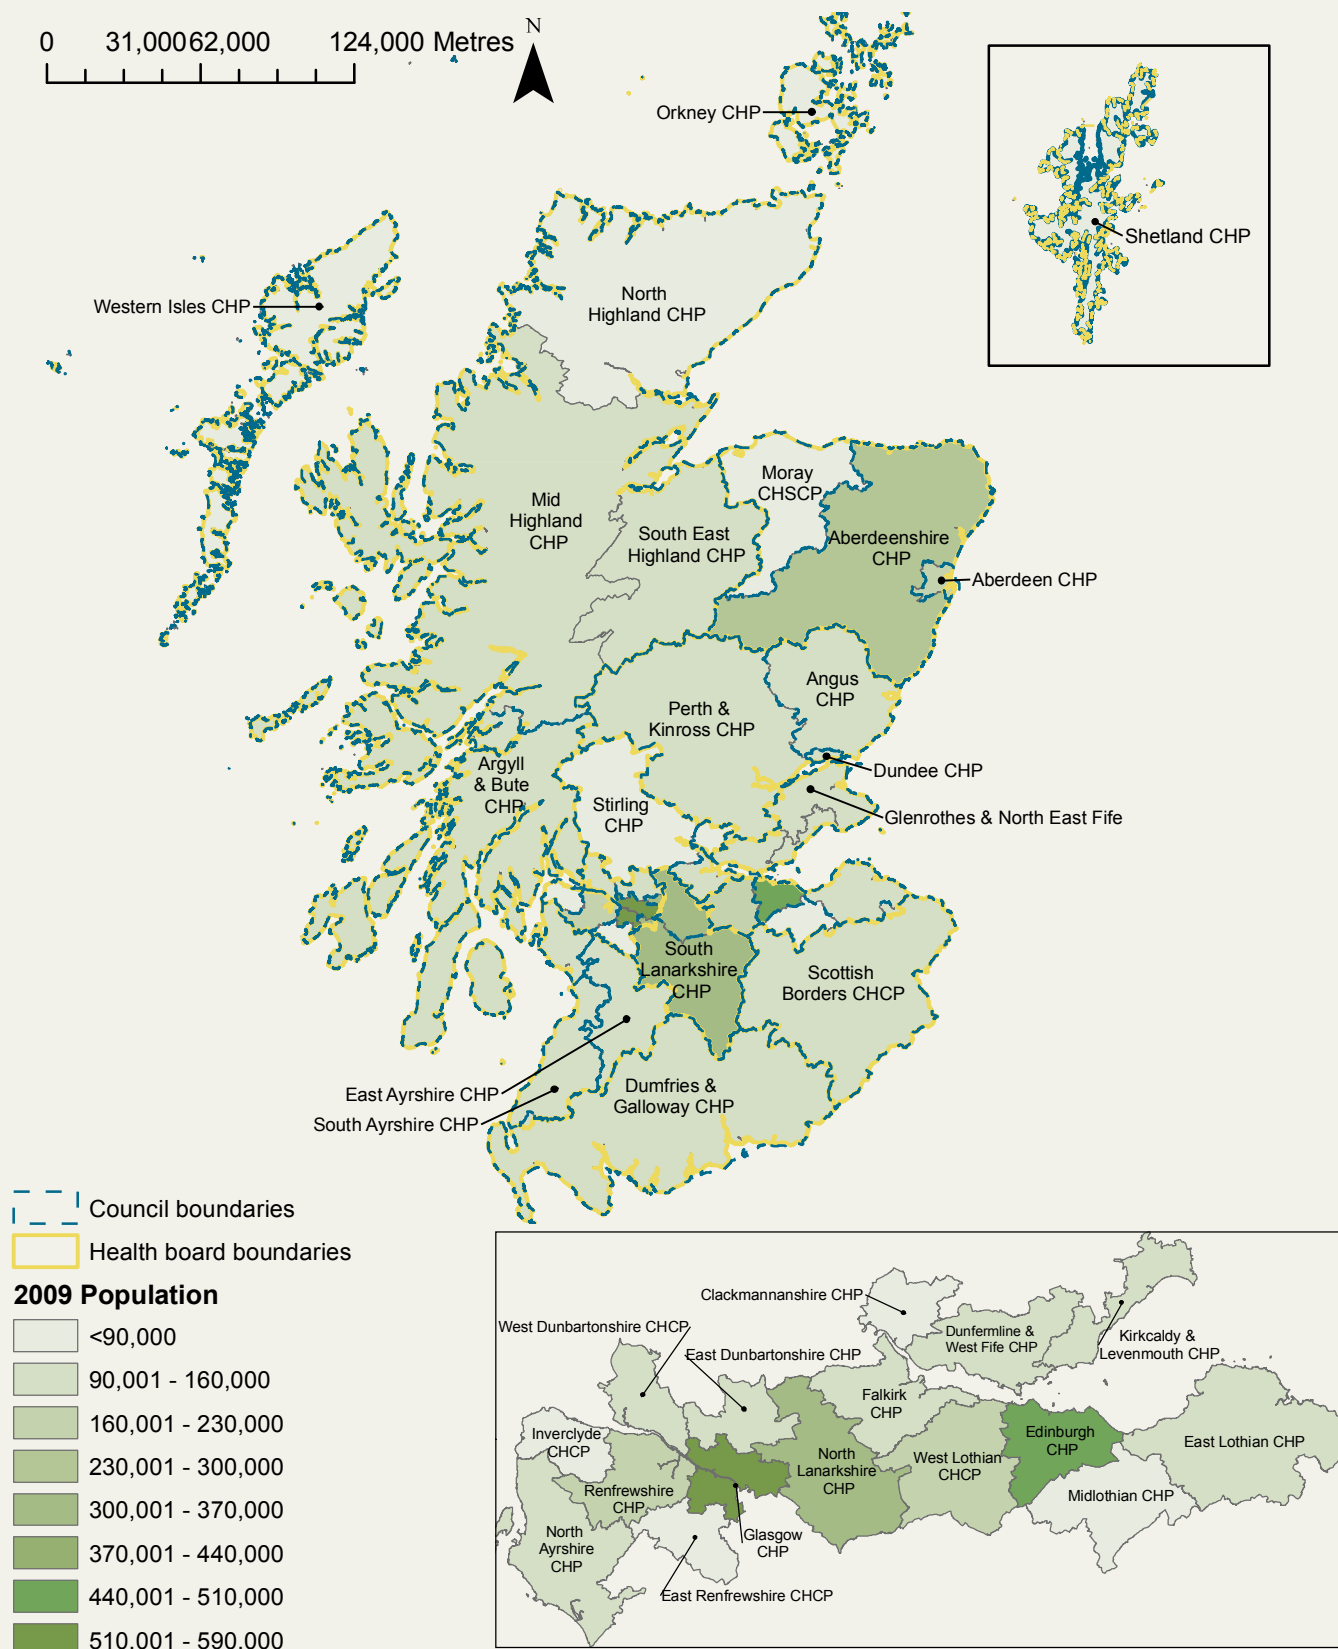 0 31,000 62,000 124,000 Metres
N
Orkney CHP
Shetland CHP
Western Isles CHP
North
Highland CHP
Moray
CHSCP
Mid
Highland
CHP
South East
Highland CHP
Aberdeenshire
CHP
Aberdeen CHP
Angus
CHP
Perth &
Kinross CHP
Argyll
& Bute
CHP
Dundee CHP
Stirling
CHP
Glenrothes & North East Fife
South
Lanarkshire
CHP
Scottish
Borders CHCP
East Ayrshire CHP
South Ayrshire CHP
Dumfries &
Galloway CHP
Council boundaries
Health board boundaries
2009 Population
<90,000
90,001 - 160,000
160,001 - 230,000
230,001 - 300,000
300,001 - 370,000
370,001 - 440,000
440,001 - 510,000
510,001 - 590,000
Clackmannanshire CHP
West Dunbartonshire CHCP
East Dunbartonshire CHP
Dunfermline &
West Fife CHP
Kirkcaldy &
Levenmouth CHP
Falkirk
CHP
Inverclyde
CHCP
Renfrewshire
CHP
North
Lanarkshire
CHP
West Lothian
CHCP
Edinburgh
CHP
East Lothian CHP
Midlothian CHP
North
Ayrshire
CHP
Glasgow
CHP
East Renfrewshire CHCP